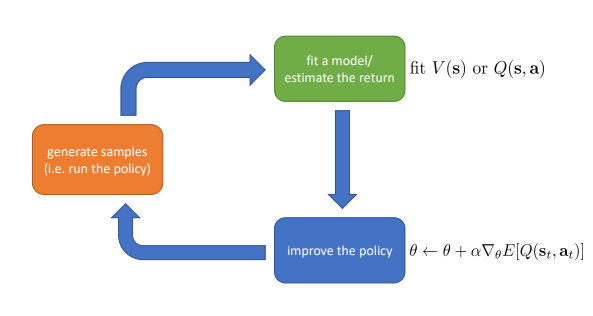 fit a model/
estimate the return
fit V(s) or Q(s, a)
generate samples
(i.e. run the policy)
improve the policy
θ ← θ + α∇θE[Q(st, at)]